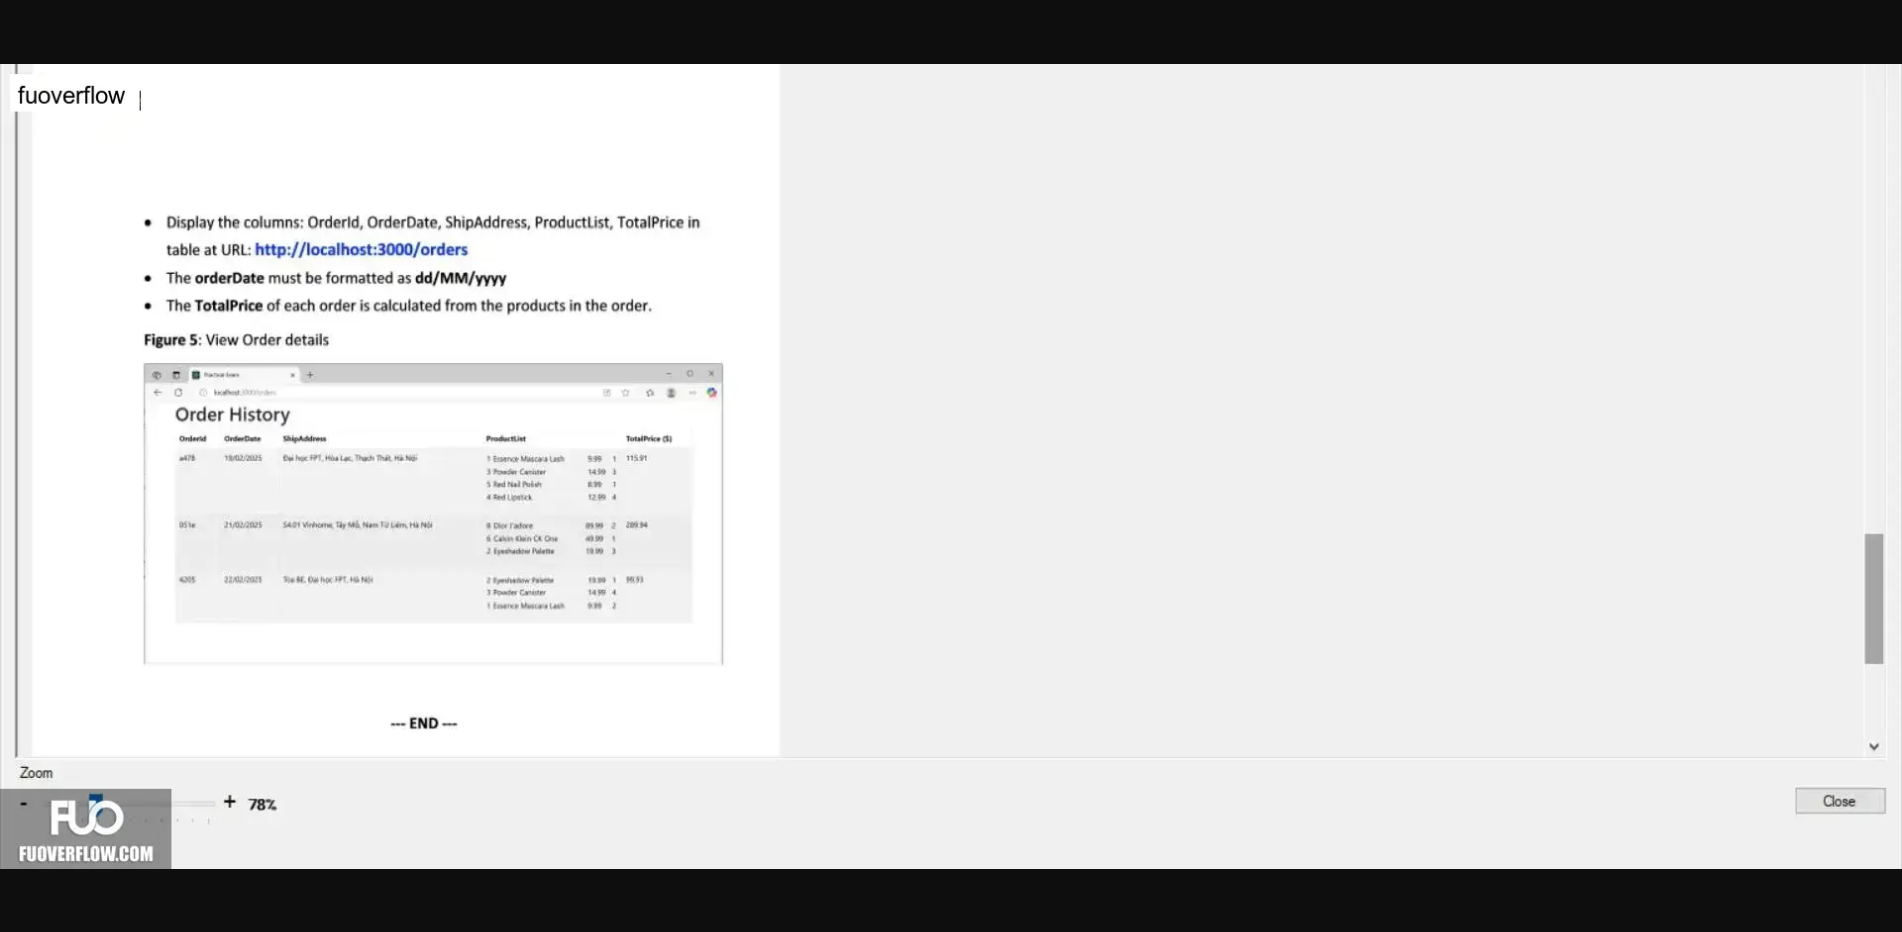 fuoverflow
• Display the columns: OrderId, OrderDate, ShipAddress, ProductList, TotalPrice in
table at URL: http://localhost:3000/orders
• The orderDate must be formatted as dd/MM/yyyy
• The TotalPrice of each order is calculated from the products in the order.
Figure 5: View Order details
Practical Exam
localhost:3000/orders
Order History
OrderId OrderDate ShipAddress ProductList TotalPrice ($)
a478 18/02/2025 Đại học FPT, Hòa Lạc, Thạch Thất, Hà Nội 1 Essence Mascara Lash 9.99 1 115.91
3 Powder Canister 14.99 3
5 Red Nail Polish 8.99 1
4 Red Lipstick 12.99 4
051e 21/02/2025 S4.01 Vinhome, Tây Mỗ, Nam Từ Liêm, Hà Nội 8 Dior J'adore 89.99 2 289.94
6 Calvin Klein CK One 49.99 1
2 Eyeshadow Palette 19.99 3
4205 22/02/2025 Tòa BE, Đại học FPT, Hà Nội 2 Eyeshadow Palette 19.99 1 99.93
3 Powder Canister 14.99 4
1 Essence Mascara Lash 9.99 2
--- END ---
Zoom
- + 78%
Close
FUO
FUOVERFLOW.COM